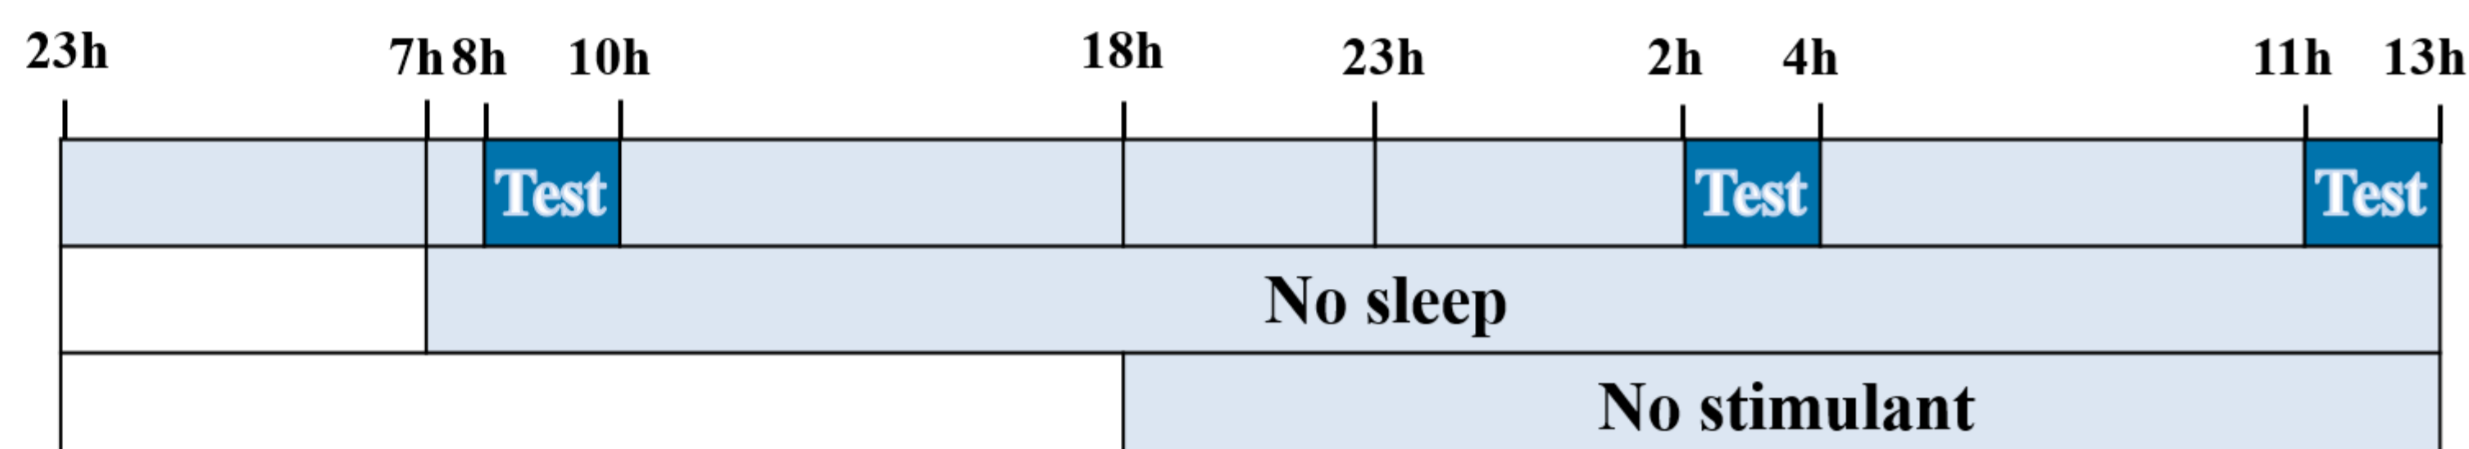 23h 7h 8h 10h 18h 23h 2h 4h 11h 13h
Test Test Test
No sleep
No stimulant